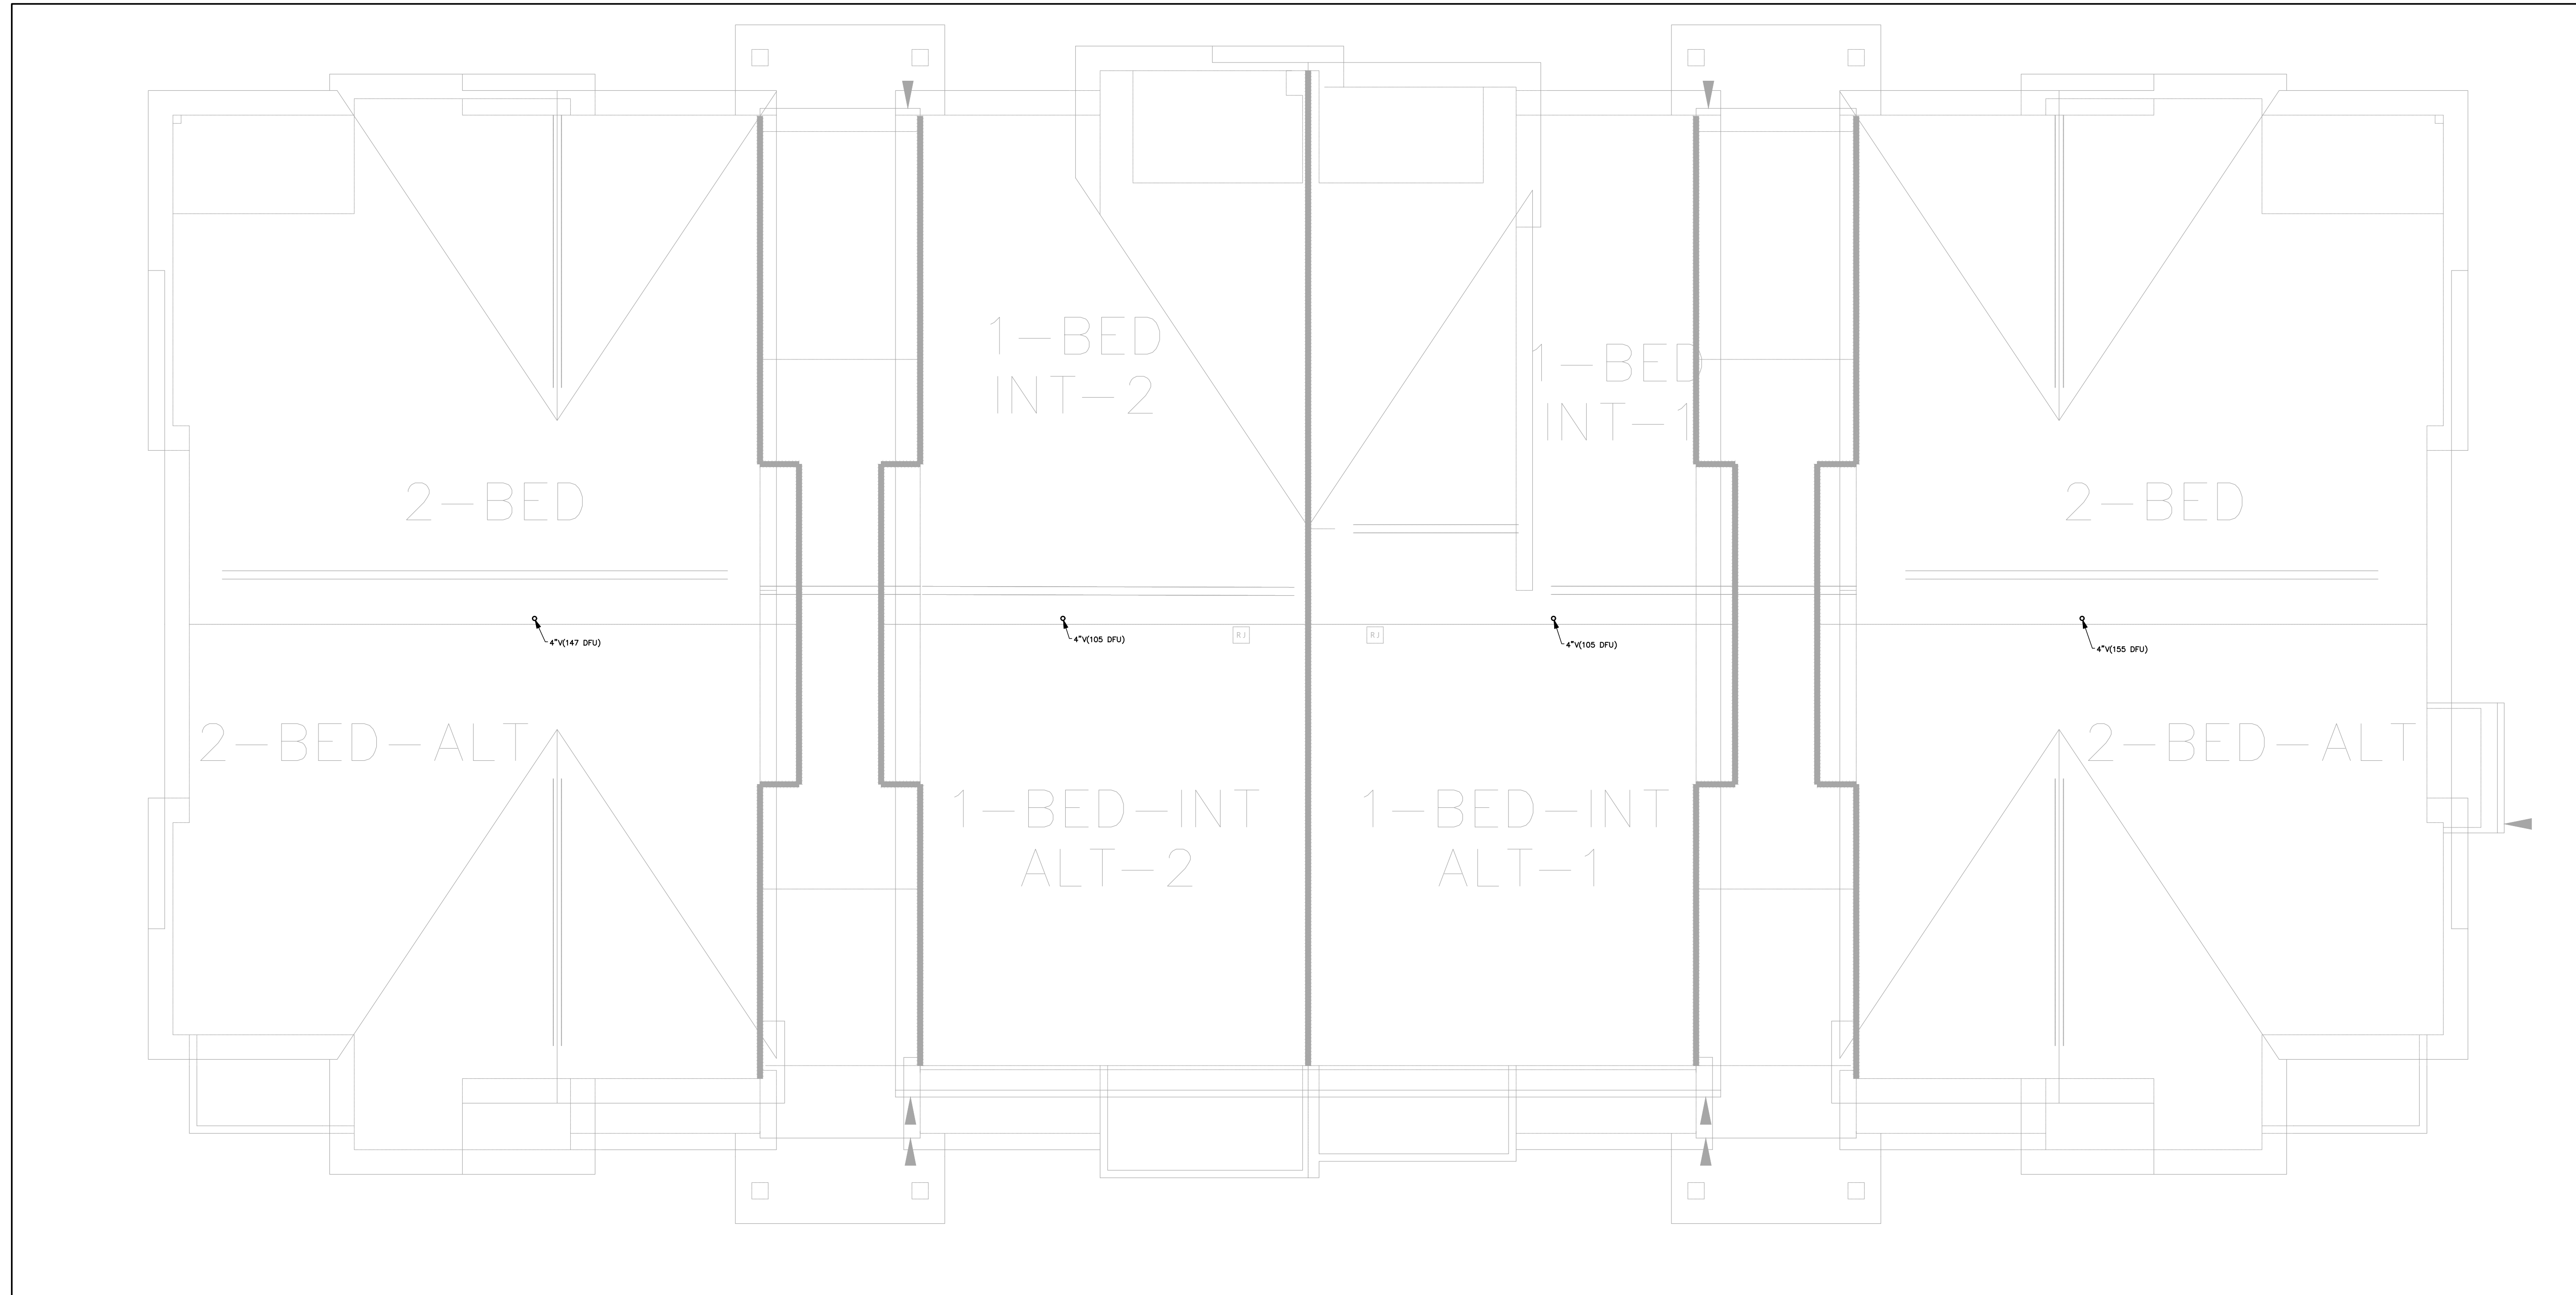 1-BED
INT-2
1-BED
INT-1
2-BED
2-BED
4"V(147 DFU)
4"V(105 DFU)
RJ
RJ
4"V(105 DFU)
4"V(155 DFU)
2-BED-ALT
2-BED-ALT
1-BED-INT
ALT-2
1-BED-INT
ALT-1